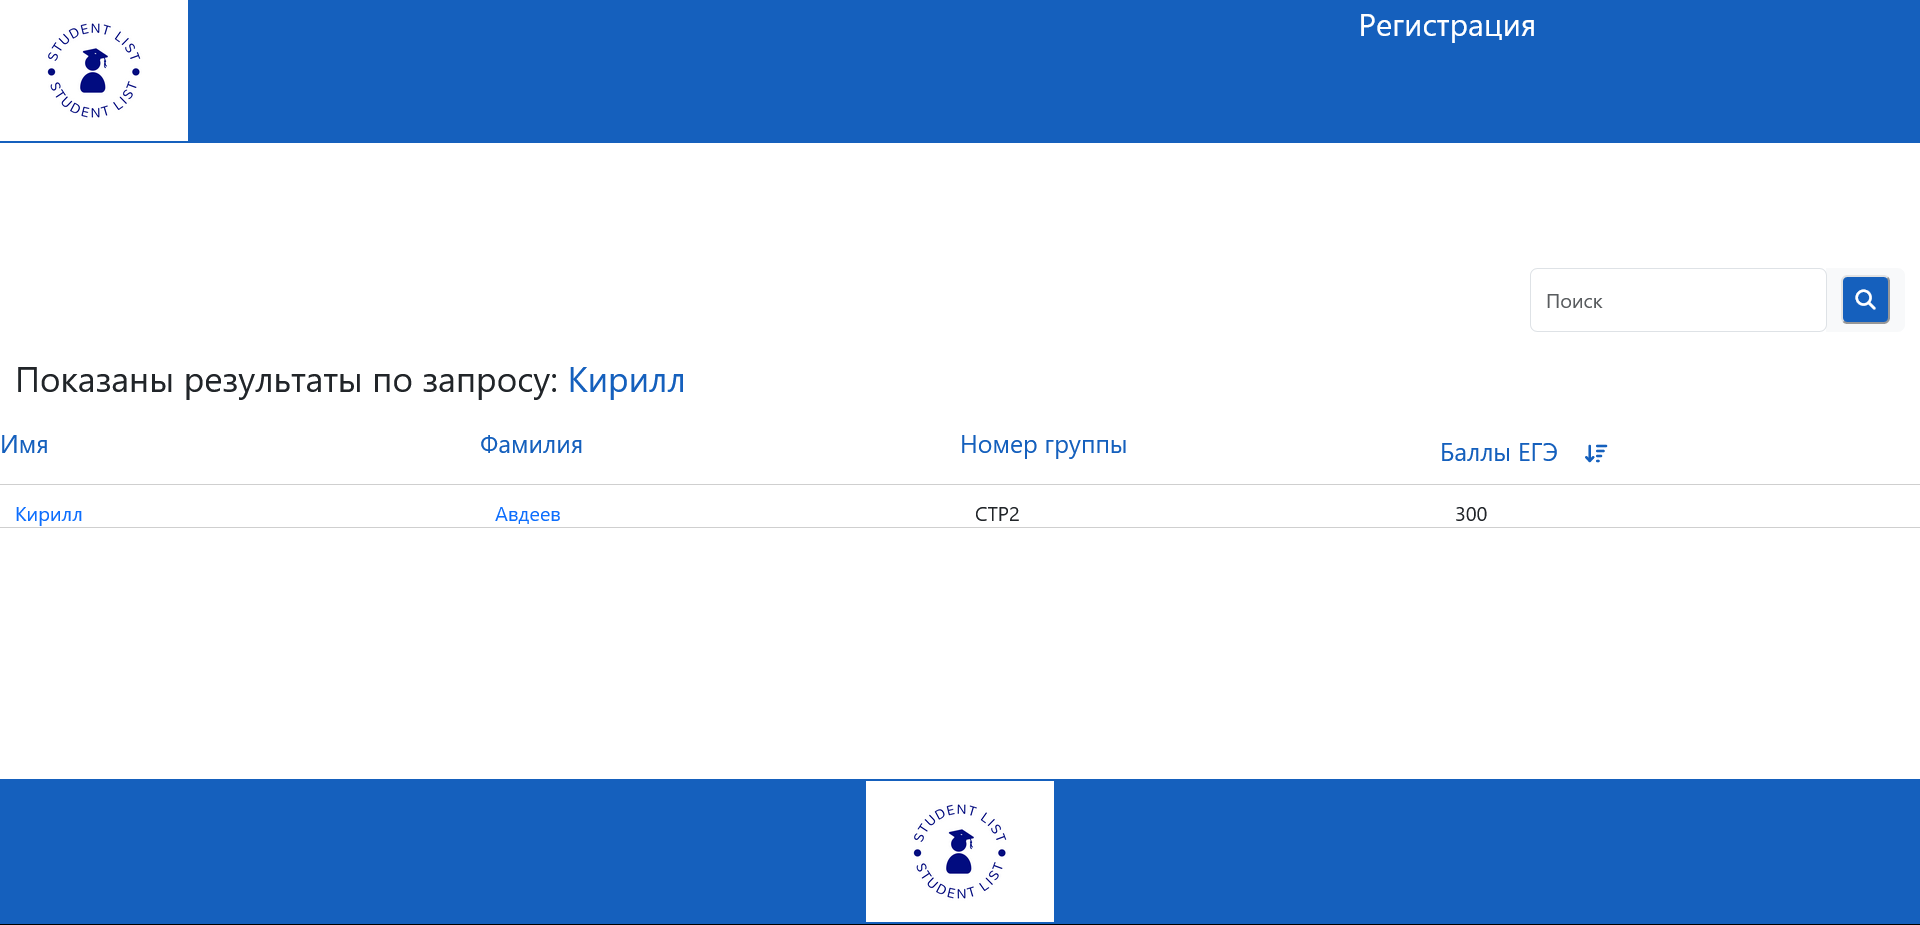 STUDENT LIST
STUDENT LIST
Регистрация
Поиск
Показаны результаты по запросу: Кирилл
Имя Фамилия Номер группы Баллы ЕГЭ
Кирилл Авдеев СТР2 300
STUDENT LIST
STUDENT LIST